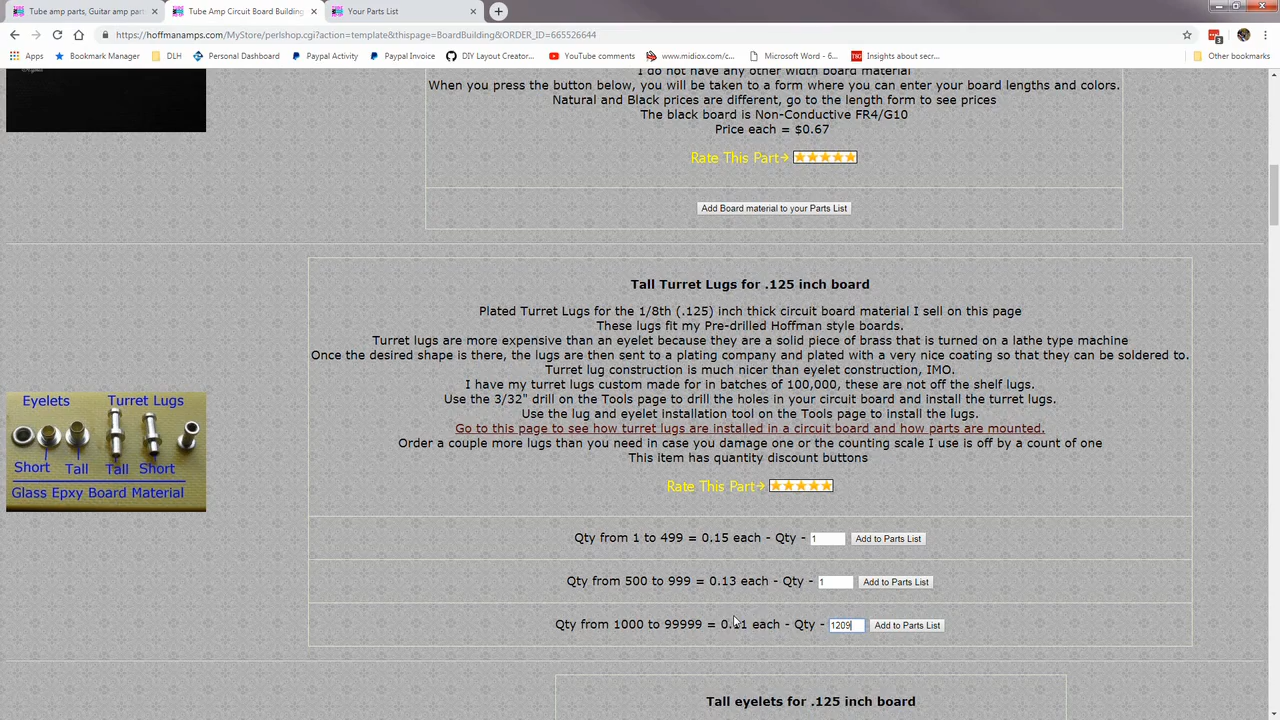 Tube amp parts, Guitar amp part
Tube Amp Circuit Board Building
Your Parts List
https://hoffmanamps.com/MyStore/perlshop.cgi?action=template&thispage=BoardBuilding&ORDER_ID=665526644
Apps
Bookmark Manager
DLH
Personal Dashboard
Paypal Activity
Paypal Invoice
DIY Layout Creator...
YouTube comments
www.midiox.com/c...
Microsoft Word - 6...
Insights about secr...
Other bookmarks
I do not have any other width board material
When you press the button below, you will be taken to a form where you can enter your board lengths and colors.
Natural and Black prices are different, go to the length form to see prices
The black board is Non-Conductive FR4/G10
Price each = $0.67
Rate This Part→
Add Board material to your Parts List
Tall Turret Lugs for .125 inch board
Plated Turret Lugs for the 1/8th (.125) inch thick circuit board material I sell on this page
These lugs fit my Pre-drilled Hoffman style boards.
Turret lugs are more expensive than an eyelet because they are a solid piece of brass that is turned on a lathe type machine
Once the desired shape is there, the lugs are then sent to a plating company and plated with a very nice coating so that they can be soldered to.
Turret lug construction is much nicer than eyelet construction, IMO.
I have my turret lugs custom made for in batches of 100,000, these are not off the shelf lugs.
Use the 3/32" drill on the Tools page to drill the holes in your circuit board and install the turret lugs.
Use the lug and eyelet installation tool on the Tools page to install the lugs.
Go to this page to see how turret lugs are installed in a circuit board and how parts are mounted.
Order a couple more lugs than you need in case you damage one or the counting scale I use is off by a count of one
This item has quantity discount buttons
Rate This Part→
Eyelets Turret Lugs
Short Tall Tall Short
Glass Epxy Board Material
Qty from 1 to 499 = 0.15 each - Qty - 1 Add to Parts List
Qty from 500 to 999 = 0.13 each - Qty - 1 Add to Parts List
Qty from 1000 to 99999 = 0.11 each - Qty - 1209 Add to Parts List
Tall eyelets for .125 inch board